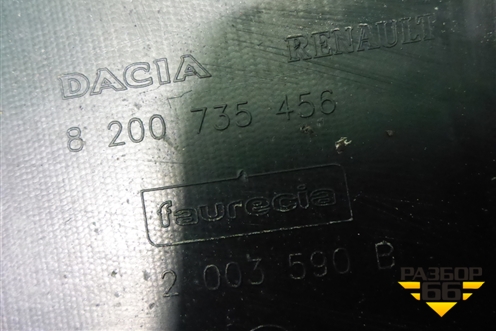 DACIA RENAULT
8 200 735 456
faurecia
2 003 590 B
РАЗБОР
66